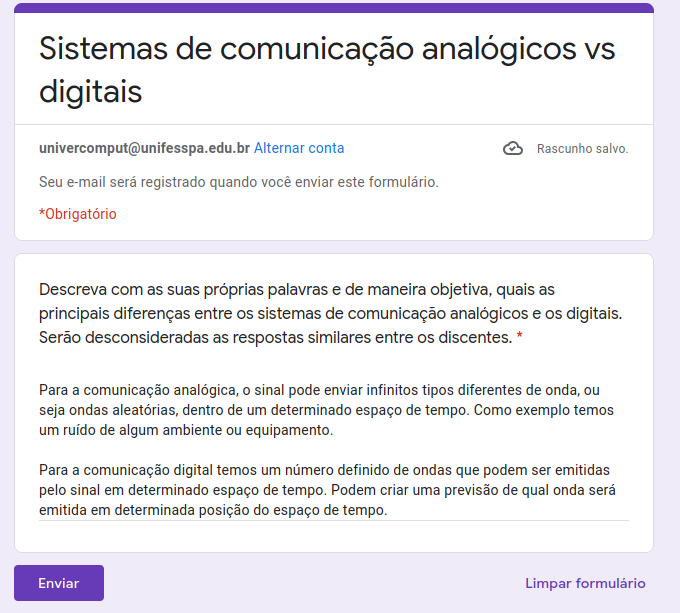 Sistemas de comunicação analógicos vs
digitais
univercomput@unifesspa.edu.br Alternar conta
Rascunho salvo.
Seu e-mail será registrado quando você enviar este formulário.
*Obrigatório
Descreva com as suas próprias palavras e de maneira objetiva, quais as
principais diferenças entre os sistemas de comunicação analógicos e os digitais.
Serão desconsideradas as respostas similares entre os discentes. *
Para a comunicação analógica, o sinal pode enviar infinitos tipos diferentes de onda, ou
seja ondas aleatórias, dentro de um determinado espaço de tempo. Como exemplo temos
um ruído de algum ambiente ou equipamento.
Para a comunicação digital temos um número definido de ondas que podem ser emitidas
pelo sinal em determinado espaço de tempo. Podem criar uma previsão de qual onda será
emitida em determinada posição do espaço de tempo.
Enviar
Limpar formulário